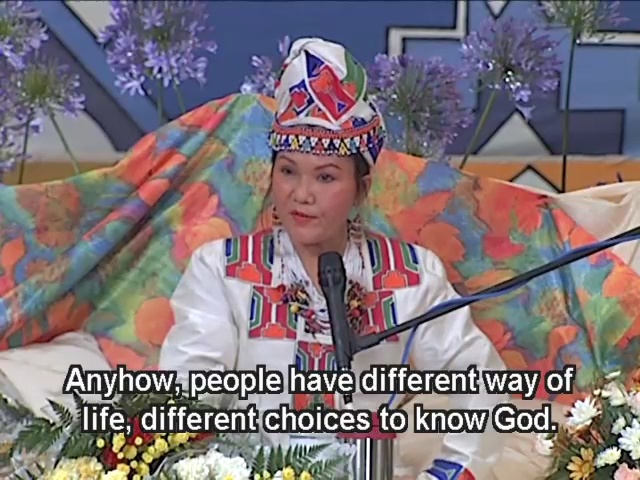 Anyhow, people have different way of
life, different choices to know God.